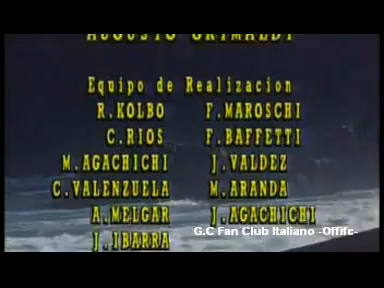 AUGUSTO GRIMALDI
Equipo de Realizacion
R.KOLBO F.MAROSCHI
C.RIOS F.BAFFETTI
M.AGACHICHI J.VALDEZ
C.VALENZUELA M.ARANDA
A.MELGAR J.AGACHICHI
J.IBARRA
G.C Fan Club Italiano -Offifc-